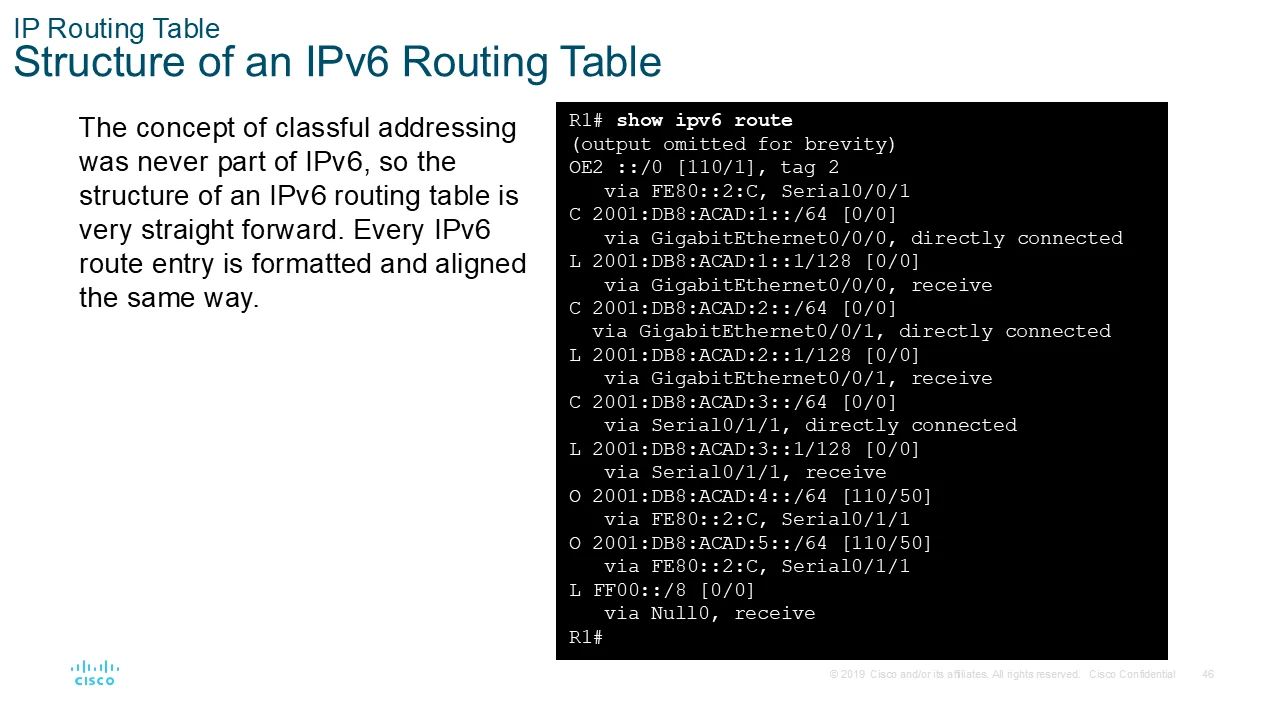 IP Routing Table
Structure of an IPv6 Routing Table
The concept of classful addressing
was never part of IPv6, so the
structure of an IPv6 routing table is
very straight forward. Every IPv6
route entry is formatted and aligned
the same way.
R1# show ipv6 route
(output omitted for brevity)
OE2 ::/0 [110/1], tag 2
   via FE80::2:C, Serial0/0/1
C 2001:DB8:ACAD:1::/64 [0/0]
   via GigabitEthernet0/0/0, directly connected
L 2001:DB8:ACAD:1::1/128 [0/0]
   via GigabitEthernet0/0/0, receive
C 2001:DB8:ACAD:2::/64 [0/0]
  via GigabitEthernet0/0/1, directly connected
L 2001:DB8:ACAD:2::1/128 [0/0]
   via GigabitEthernet0/0/1, receive
C 2001:DB8:ACAD:3::/64 [0/0]
   via Serial0/1/1, directly connected
L 2001:DB8:ACAD:3::1/128 [0/0]
   via Serial0/1/1, receive
O 2001:DB8:ACAD:4::/64 [110/50]
   via FE80::2:C, Serial0/1/1
O 2001:DB8:ACAD:5::/64 [110/50]
   via FE80::2:C, Serial0/1/1
L FF00::/8 [0/0]
   via Null0, receive
R1#
CISCO
© 2019 Cisco and/or its affiliates. All rights reserved. Cisco Confidential 46